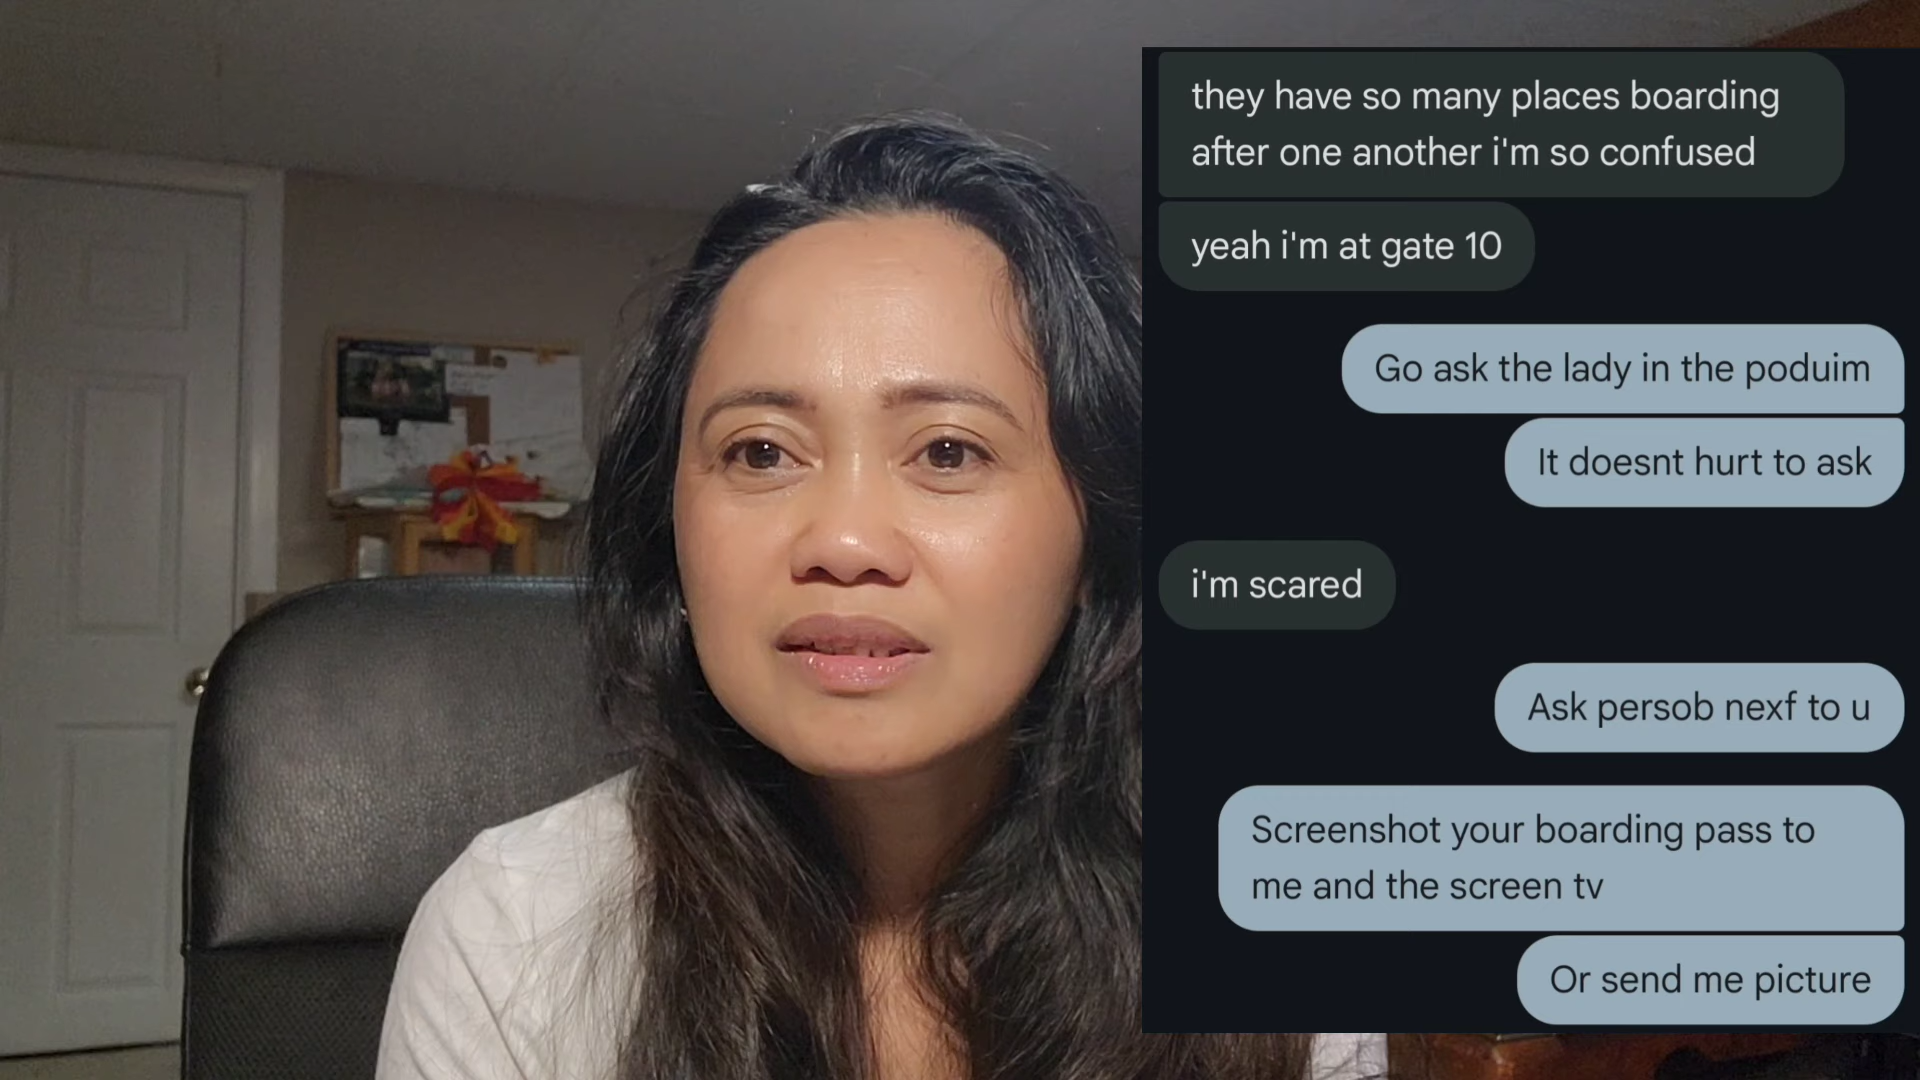 they have so many places boarding
after one another i'm so confused
yeah i'm at gate 10
Go ask the lady in the poduim
It doesnt hurt to ask
i'm scared
Ask persob nexf to u
Screenshot your boarding pass to
me and the screen tv
Or send me picture